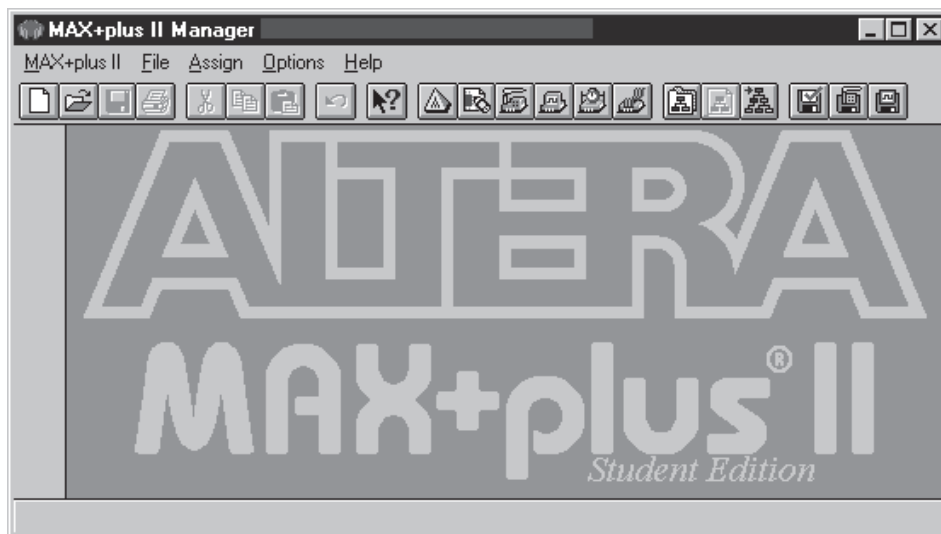 MAX+plus II Manager
MAX+plus II File Assign Options Help
ALTERA
MAX+plus® II
Student Edition